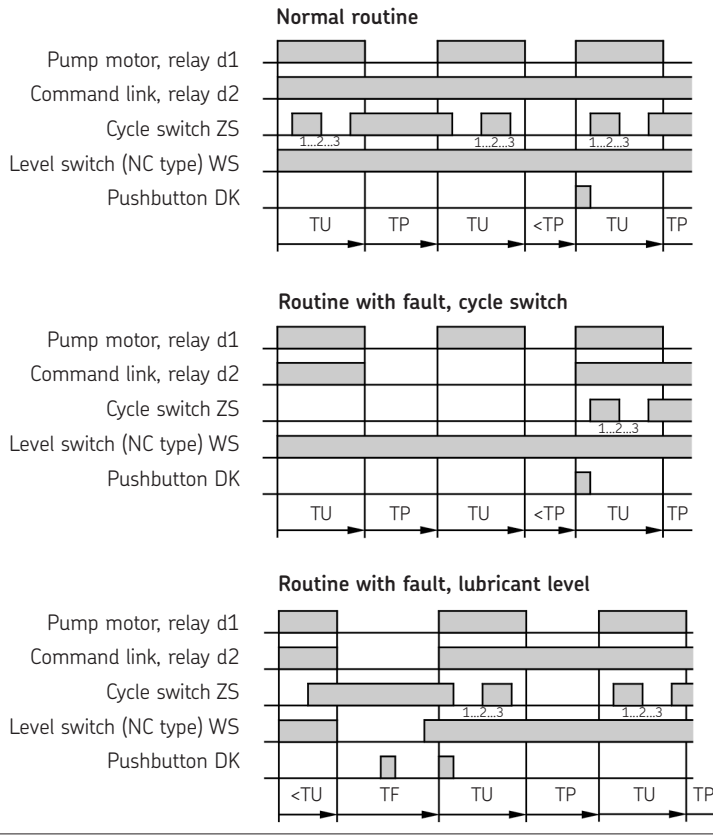 Normal routine
Pump motor, relay d1
Command link, relay d2
Cycle switch ZS
1...2...3 1...2...3 1...2...3
Level switch (NC type) WS
Pushbutton DK
TU TP TU <TP TU TP
Routine with fault, cycle switch
Pump motor, relay d1
Command link, relay d2
Cycle switch ZS
1...2...3
Level switch (NC type) WS
Pushbutton DK
TU TP TU <TP TU TP
Routine with fault, lubricant level
Pump motor, relay d1
Command link, relay d2
Cycle switch ZS
1...2...3 1...2...3
Level switch (NC type) WS
Pushbutton DK
<TU TF TU TP TU TP